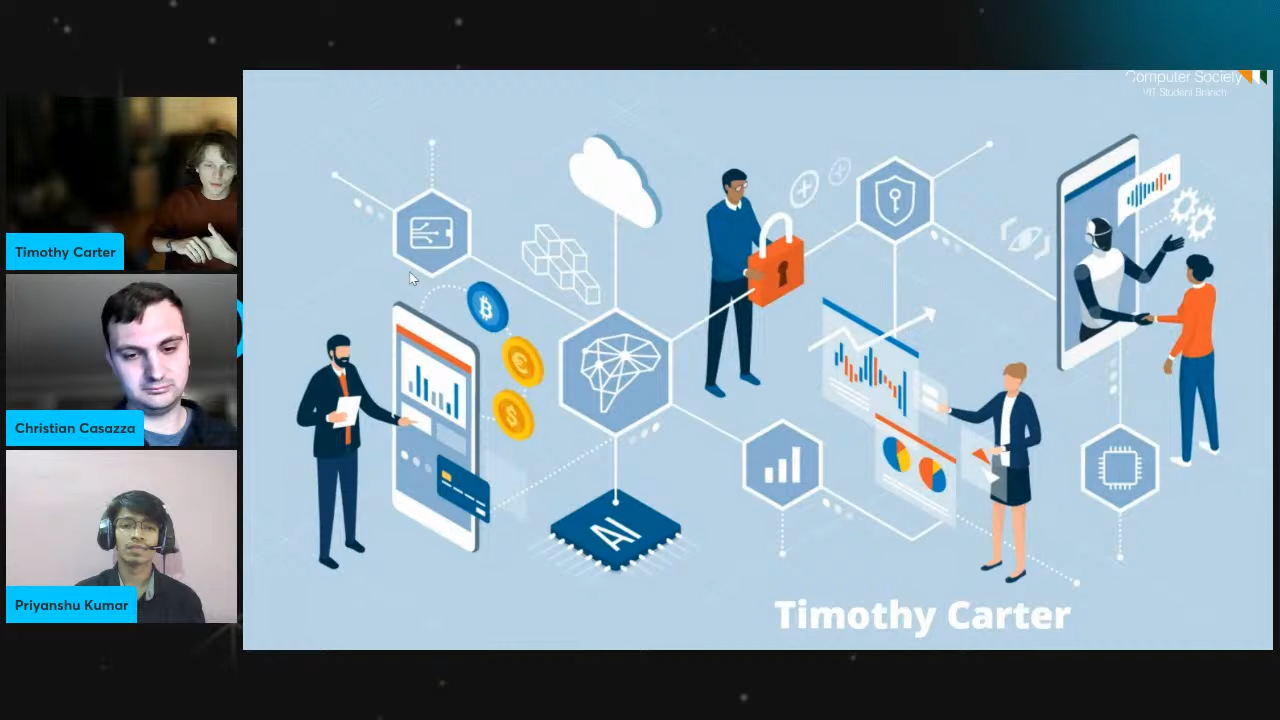 Computer Society
VIT Student Branch
Timothy Carter
Christian Casazza
Priyanshu Kumar
AI
Timothy Carter